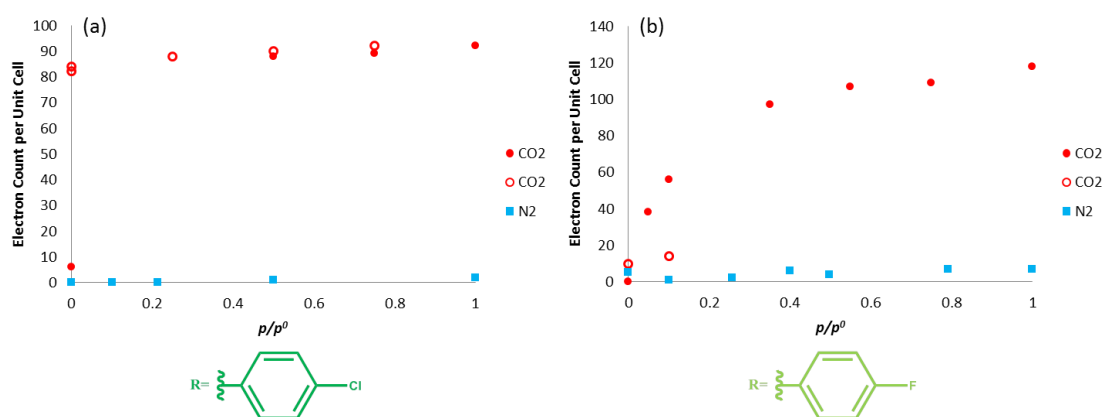 (a)
Electron Count per Unit Cell
100
90
80
70
60
50
40
30
20
10
0
0 0.2 0.4 0.6 0.8 1
p/p⁰
CO2
CO2
N2
R=
Cl
(b)
Electron Count per Unit Cell
140
120
100
80
60
40
20
0
0 0.2 0.4 0.6 0.8 1
p/p⁰
CO2
CO2
N2
R=
F